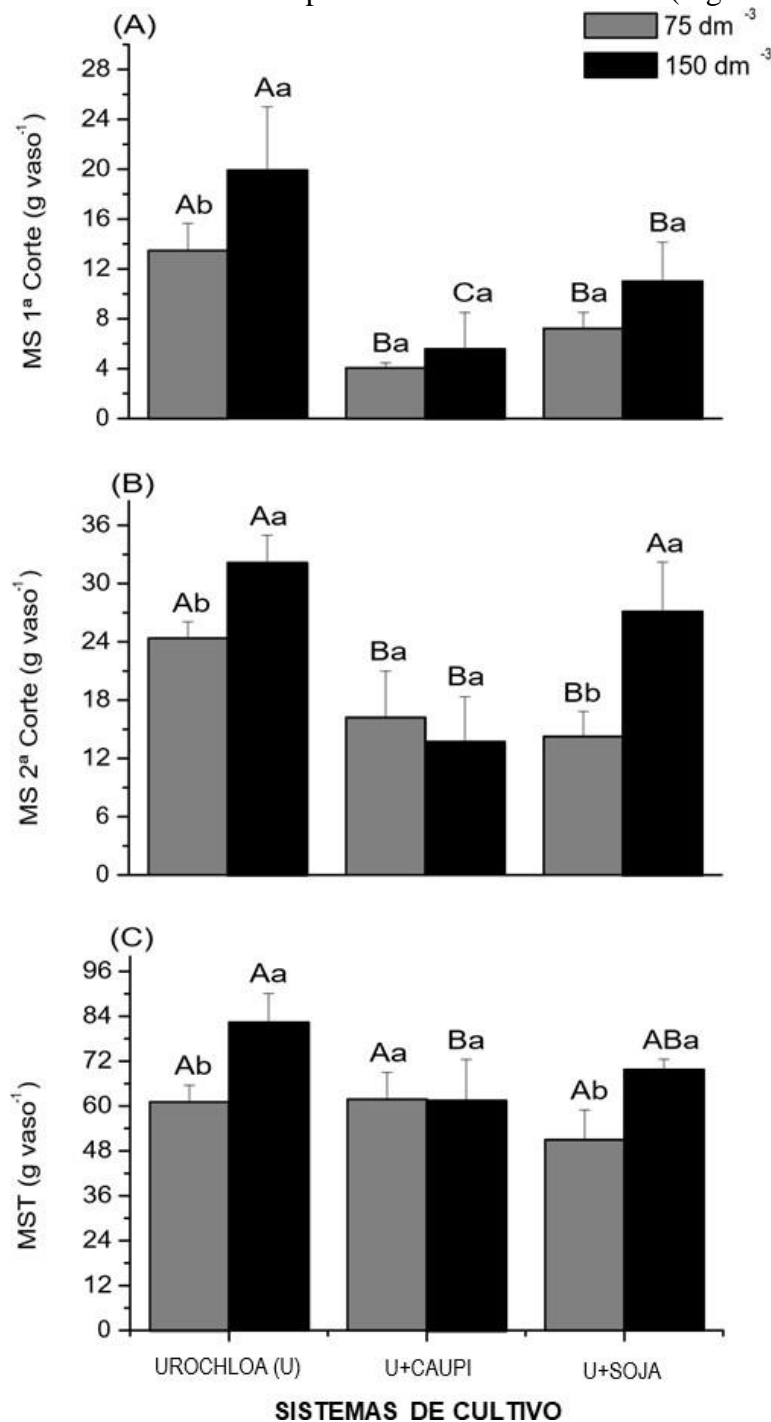 (A)
75 dm -3
150 dm -3
MS 1ª Corte (g vaso-1)
28
24
20
16
12
8
4
0
Ab
Aa
Ba
Ca
Ba
Ba
(B)
MS 2ª Corte (g vaso-1)
36
30
24
18
12
6
0
Ab
Aa
Ba
Ba
Bb
Aa
(C)
MST (g vaso-1)
96
84
72
60
48
36
24
12
0
Ab
Aa
Aa
Ba
Ab
ABa
UROCHLOA (U)
U+CAUPI
U+SOJA
SISTEMAS DE CULTIVO